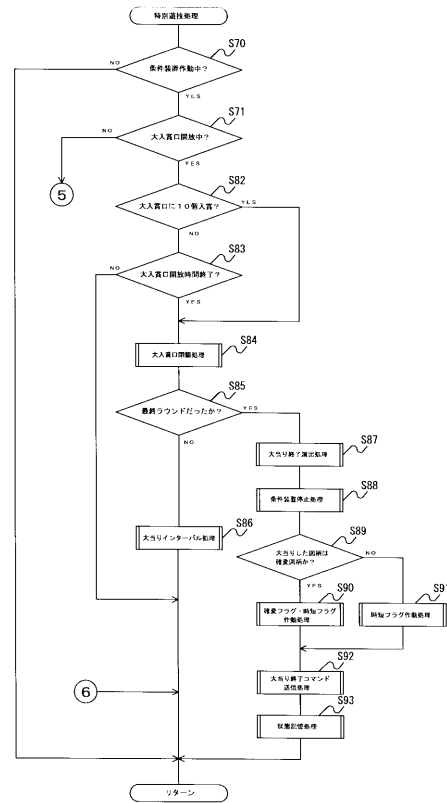 特別遊技処理
S70
条件装置作動中？
NO
YES
S71
大入賞口開放中？
NO
YES
5
S82
大入賞口に１０個入賞？
YES
NO
S83
大入賞口開放時間終了？
NO
YES
S84
大入賞口閉鎖処理
S85
最終ラウンドだったか？
YES
NO
S87
大当り終了演出処理
S88
条件装置停止処理
S86
大当りインターバル処理
S89
大当りした図柄は
確変図柄か？
NO
YES
S90
確変フラグ・時短フラグ
作動処理
S91
時短フラグ作動処理
S92
大当り終了コマンド
送信処理
6
S93
状態記憶処理
リターン